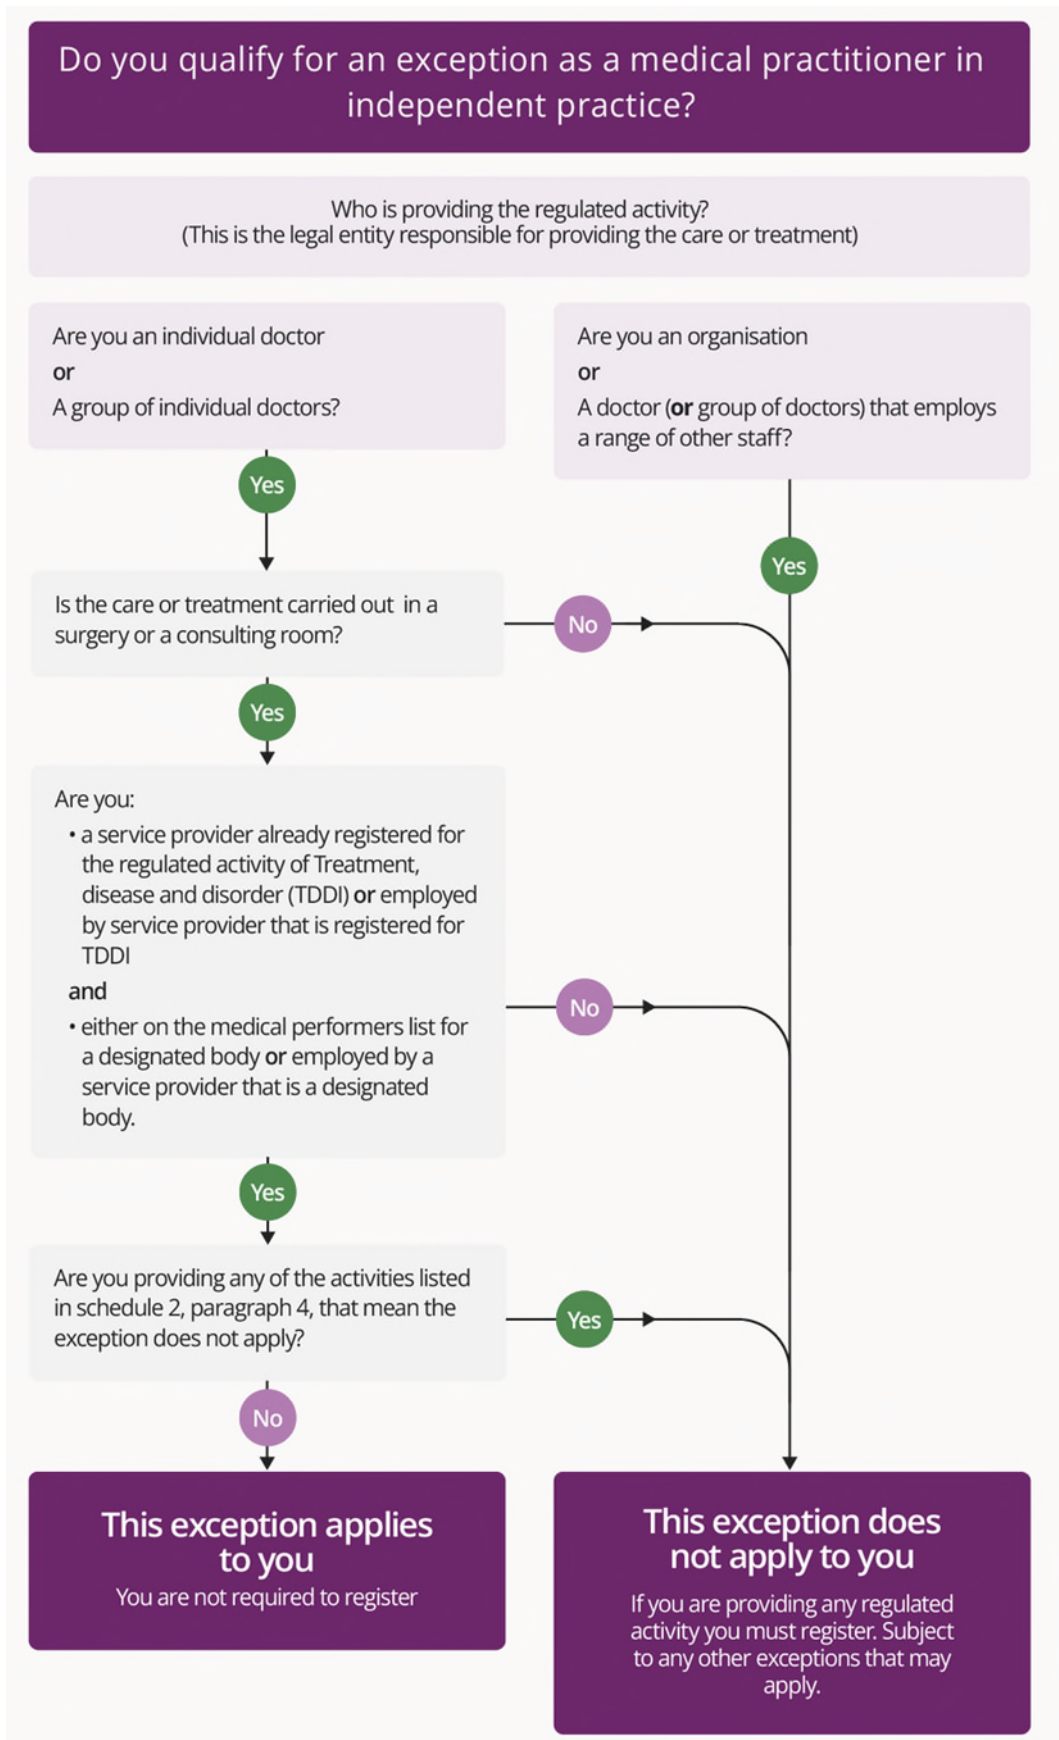 Do you qualify for an exception as a medical practitioner in
independent practice?
Who is providing the regulated activity?
(This is the legal entity responsible for providing the care or treatment)
Are you an individual doctor
or
A group of individual doctors?
Are you an organisation
or
A doctor (or group of doctors) that employs
a range of other staff?
Yes
Yes
Is the care or treatment carried out in a
surgery or a consulting room?
No
Yes
Are you:
• a service provider already registered for
the regulated activity of Treatment,
disease and disorder (TDDI) or employed
by service provider that is registered for
TDDI
and
• either on the medical performers list for
a designated body or employed by a
service provider that is a designated
body.
No
Yes
Are you providing any of the activities listed
in schedule 2, paragraph 4, that mean the
exception does not apply?
Yes
No
This exception applies
to you
You are not required to register
This exception does
not apply to you
If you are providing any regulated
activity you must register. Subject
to any other exceptions that may
apply.